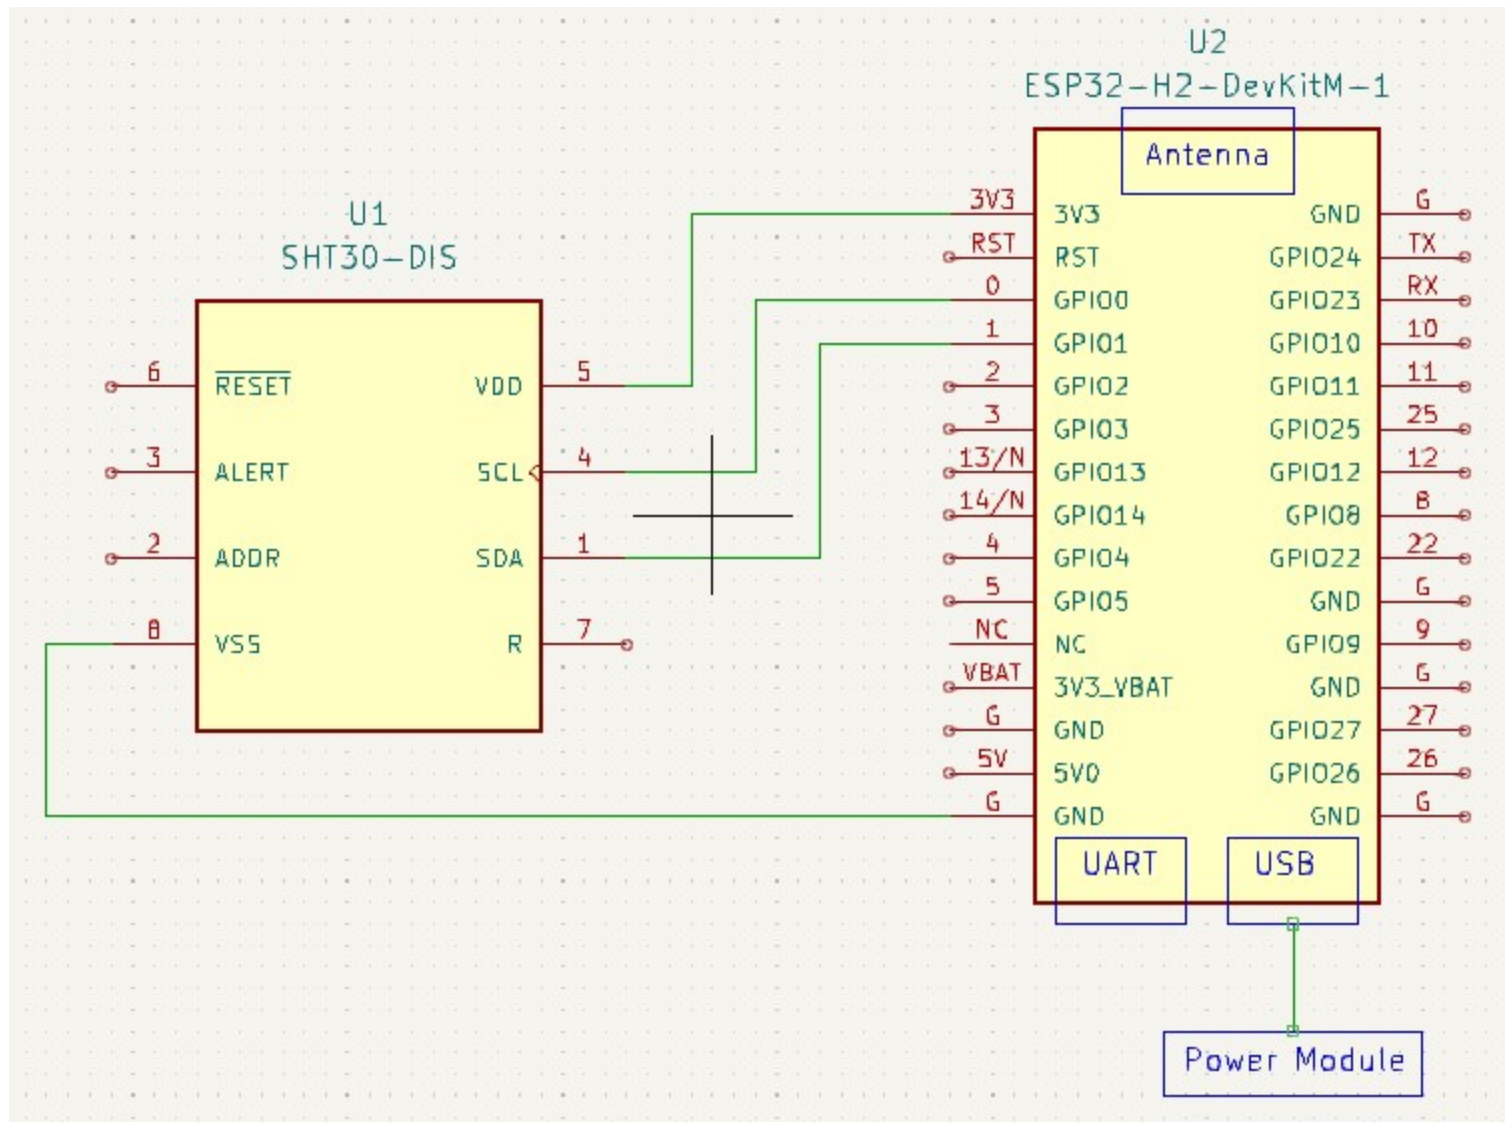 U2
ESP32-H2-DevKitM-1
Antenna
3V3 3V3 GND G
RST RST GPIO24 TX
0 GPIO0 GPIO23 RX
1 GPIO1 GPIO10 10
2 GPIO2 GPIO11 11
3 GPIO3 GPIO25 25
13/N GPIO13 GPIO12 12
14/N GPIO14 GPIO8 8
4 GPIO4 GPIO22 22
5 GPIO5 GND G
NC NC GPIO9 9
VBAT 3V3_VBAT GND G
G GND GPIO27 27
5V 5V0 GPIO26 26
G GND GND G
UART USB
Power Module
U1
SHT30-DIS
6 RESET VDD 5
3 ALERT SCL 4
2 ADDR SDA 1
8 VSS R 7